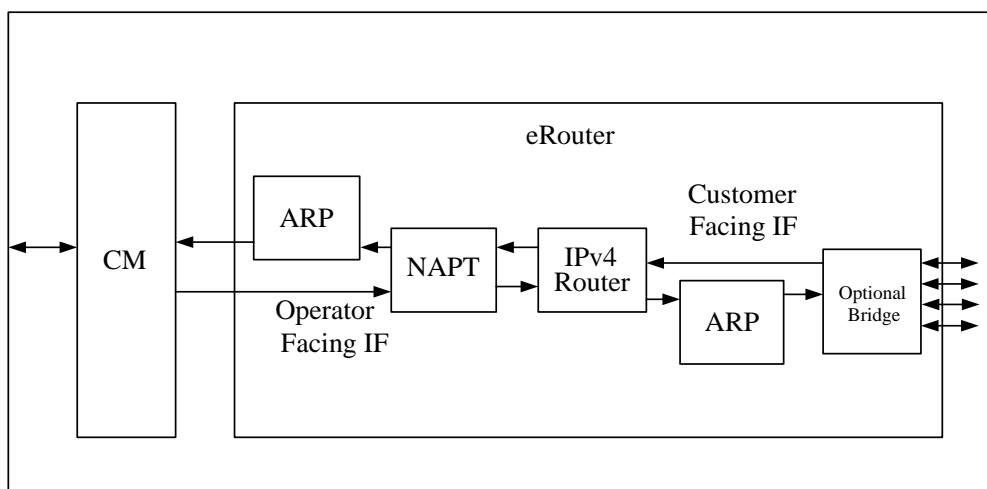 eRouter
Customer
Facing IF
ARP
IPv4
Router
CM
NAPT
Optional
Bridge
Operator
Facing IF
ARP